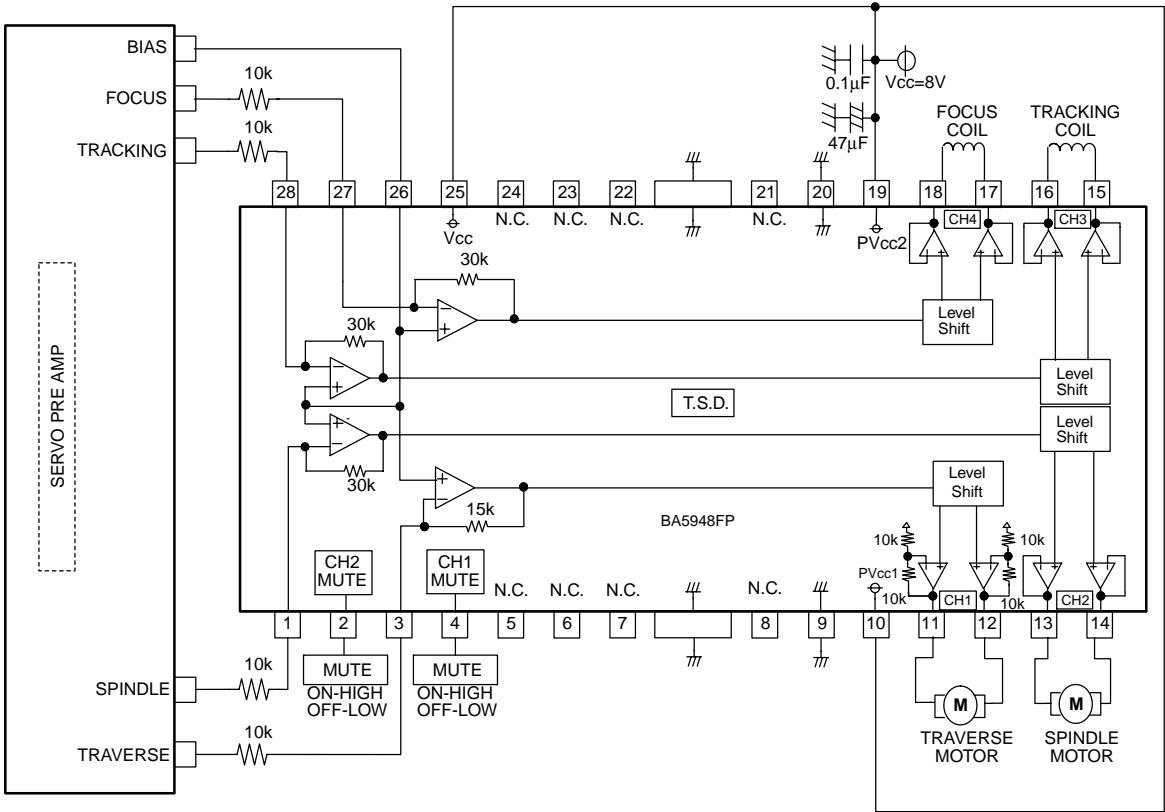 BIAS
10k
FOCUS
10k
TRACKING
0.1µF
Vcc=8V
47µF
FOCUS
COIL
TRACKING
COIL
28
27
26
25
24
23
22
21
20
19
18
17
16
15
N.C.
N.C.
N.C.
N.C.
Vcc
PVcc2
CH4
CH3
30k
Level
Shift
30k
Level
Shift
T.S.D.
SERVO PRE AMP
Level
Shift
30k
Level
Shift
15k
BA5948FP
10k
10k
CH2
MUTE
CH1
MUTE
N.C.
N.C.
N.C.
N.C.
PVcc1
10k
10k
CH1
CH2
1
2
3
4
5
6
7
8
9
10
11
12
13
14
MUTE
ON-HIGH
OFF-LOW
MUTE
ON-HIGH
OFF-LOW
10k
SPINDLE
10k
TRAVERSE
M
M
TRAVERSE
MOTOR
SPINDLE
MOTOR